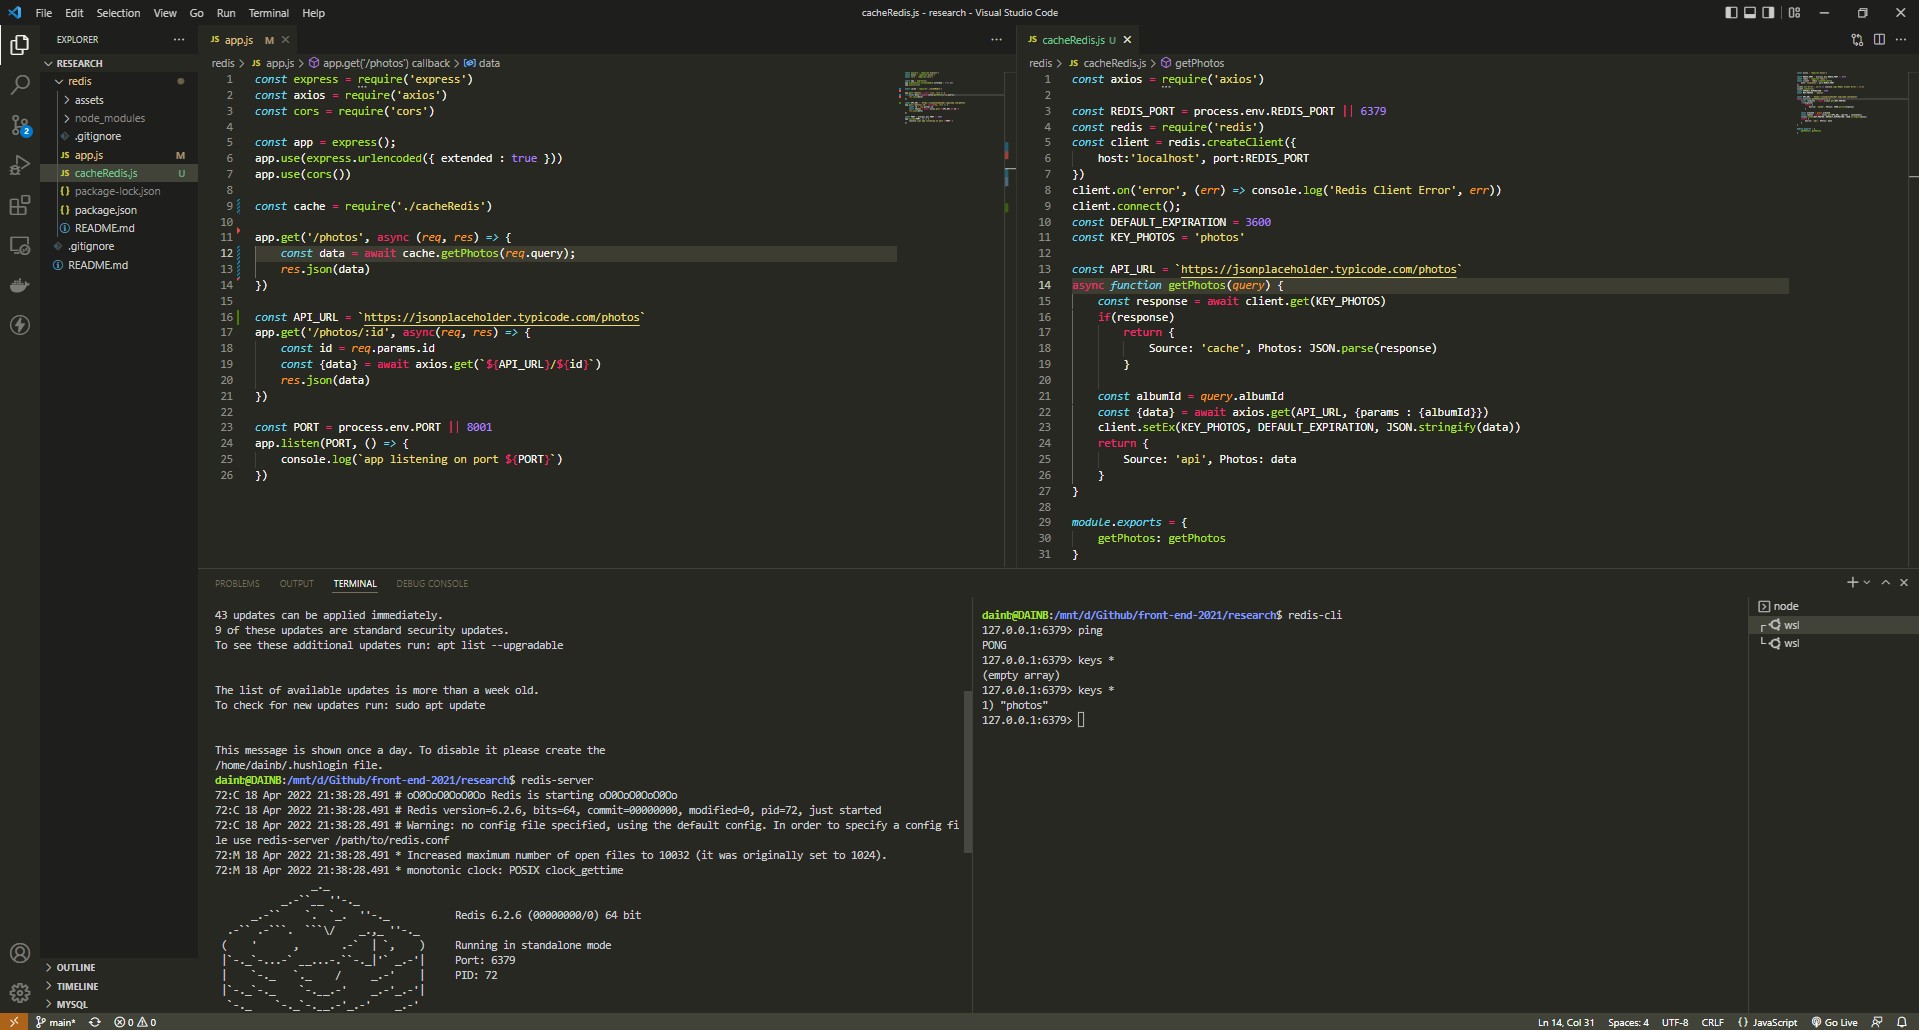 File Edit Selection View Go Run Terminal Help
cacheRedis.js - research - Visual Studio Code
EXPLORER
RESEARCH
redis
assets
node_modules
.gitignore
JS app.js M
JS cacheRedis.js U
{} package-lock.json
{} package.json
README.md
.gitignore
README.md
2
OUTLINE
TIMELINE
MYSQL
JS app.js M
redis > JS app.js > app.get('/photos') callback > data
1 const express = require('express')
2 const axios = require('axios')
3 const cors = require('cors')
4
5 const app = express();
6 app.use(express.urlencoded({ extended : true }))
7 app.use(cors())
8
9 const cache = require('./cacheRedis')
10
11 app.get('/photos', async (req, res) => {
12 const data = await cache.getPhotos(req.query);
13 res.json(data)
14 })
15
16 const API_URL = `https://jsonplaceholder.typicode.com/photos`
17 app.get('/photos/:id', async(req, res) => {
18 const id = req.params.id
19 const {data} = await axios.get(`${API_URL}/${id}`)
20 res.json(data)
21 })
22
23 const PORT = process.env.PORT || 8001
24 app.listen(PORT, () => {
25 console.log(`app listening on port ${PORT}`)
26 })
JS cacheRedis.js U
redis > JS cacheRedis.js > getPhotos
1 const axios = require('axios')
2
3 const REDIS_PORT = process.env.REDIS_PORT || 6379
4 const redis = require('redis')
5 const client = redis.createClient({
6 host:'localhost', port:REDIS_PORT
7 })
8 client.on('error', (err) => console.log('Redis Client Error', err))
9 client.connect();
10 const DEFAULT_EXPIRATION = 3600
11 const KEY_PHOTOS = 'photos'
12
13 const API_URL = `https://jsonplaceholder.typicode.com/photos`
14 async function getPhotos(query) {
15 const response = await client.get(KEY_PHOTOS)
16 if(response)
17 return {
18 Source: 'cache', Photos: JSON.parse(response)
19 }
20
21 const albumId = query.albumId
22 const {data} = await axios.get(API_URL, {params : {albumId}})
23 client.setEx(KEY_PHOTOS, DEFAULT_EXPIRATION, JSON.stringify(data))
24 return {
25 Source: 'api', Photos: data
26 }
27 }
28
29 module.exports = {
30 getPhotos: getPhotos
31 }
PROBLEMS OUTPUT TERMINAL DEBUG CONSOLE
43 updates can be applied immediately.
9 of these updates are standard security updates.
To see these additional updates run: apt list --upgradable
The list of available updates is more than a week old.
To check for new updates run: sudo apt update
This message is shown once a day. To disable it please create the
/home/dainb/.hushlogin file.
dainb@DAINB:/mnt/d/Github/front-end-2021/research$ redis-server
72:C 18 Apr 2022 21:38:28.491 # oO0OoO0OoO0Oo Redis is starting oO0OoO0OoO0Oo
72:C 18 Apr 2022 21:38:28.491 # Redis version=6.2.6, bits=64, commit=00000000, modified=0, pid=72, just started
72:C 18 Apr 2022 21:38:28.491 # Warning: no config file specified, using the default config. In order to specify a config fi
le use redis-server /path/to/redis.conf
72:M 18 Apr 2022 21:38:28.491 * Increased maximum number of open files to 10032 (it was originally set to 1024).
72:M 18 Apr 2022 21:38:28.491 * monotonic clock: POSIX clock_gettime
Redis 6.2.6 (00000000/0) 64 bit
Running in standalone mode
Port: 6379
PID: 72
dainb@DAINB:/mnt/d/Github/front-end-2021/research$ redis-cli
127.0.0.1:6379> ping
PONG
127.0.0.1:6379> keys *
(empty array)
127.0.0.1:6379> keys *
1) "photos"
127.0.0.1:6379>
node
wsl
wsl
main* 0 0
Ln 14, Col 31 Spaces: 4 UTF-8 CRLF {} JavaScript Go Live